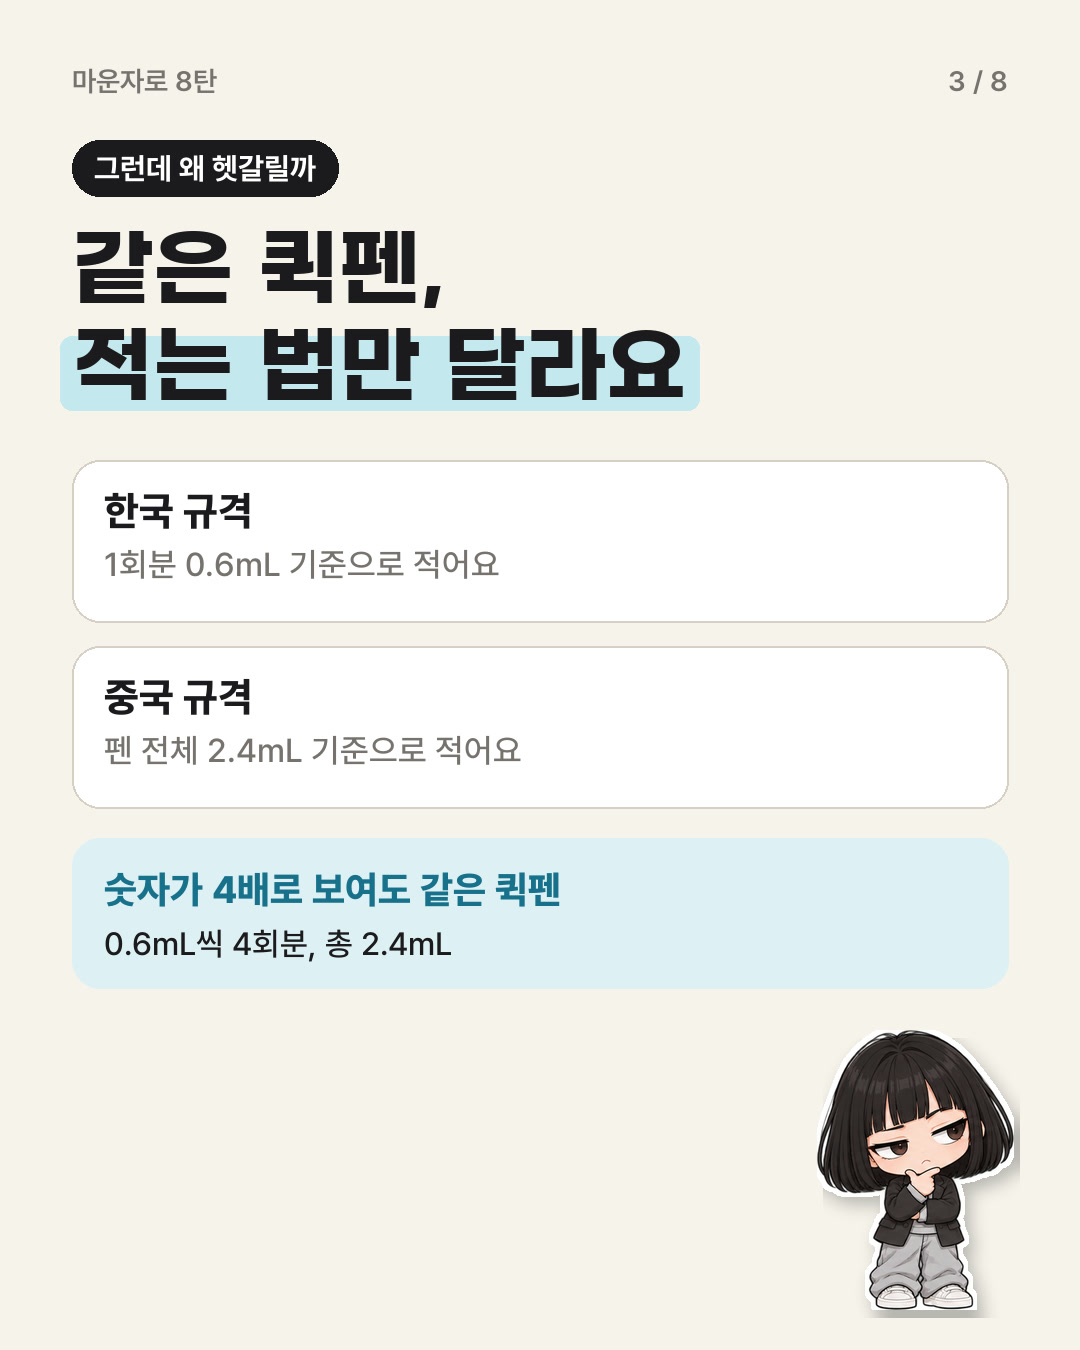 마운자로 8탄
3 / 8
그런데 왜 헷갈릴까
같은 퀵펜,
적는 법만 달라요
한국 규격
1회분 0.6mL 기준으로 적어요
중국 규격
펜 전체 2.4mL 기준으로 적어요
숫자가 4배로 보여도 같은 퀵펜
0.6mL씩 4회분, 총 2.4mL